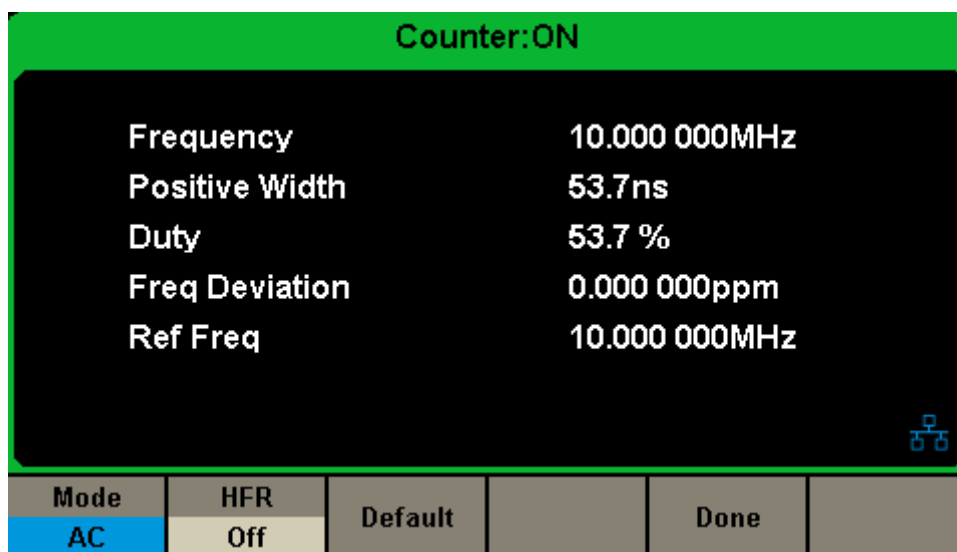 Counter:ON
Frequency 10.000 000MHz
Positive Width 53.7ns
Duty 53.7 %
Freq Deviation 0.000 000ppm
Ref Freq 10.000 000MHz
Mode HFR Default Done
AC Off